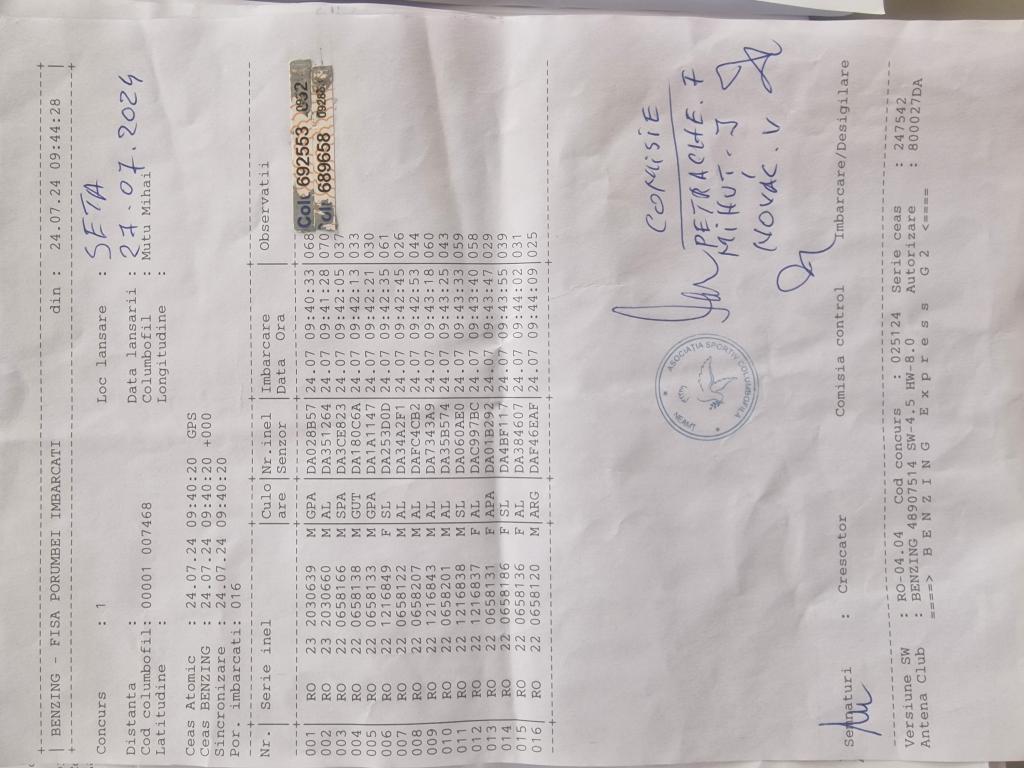 | BENZING - FISA PORUMBEI IMBARCATI din : 24.07.24 09:44:28 |
Concurs : 1 Loc lansare : SETA
Distanta : Data lansarii : 27.07.2024
Cod columbofil: 00001 007468 Columbofil : Mutu Mihai
Latitudine : Longitudine :
Ceas Atomic : 24.07.24 09:40:20 GPS
Ceas BENZING : 24.07.24 09:40:20 +000
Sincronizare : 24.07.24 09:40:20
Por. imbarcati: 016
Nr. | Serie inel |Culo|Nr.inel |Imbarcare | Observatii
| |are |Senzor |Data Ora |
001 | RO 23 2030639 M|GPA |DA028B57|24.07 09:40:33|068
002 | RO 23 2030660 M|AL |DA351264|24.07 09:41:28|070
003 | RO 22 0658166 M|SPA |DA3CE823|24.07 09:42:05|037
004 | RO 22 0658138 M|GUT |DA180C6A|24.07 09:42:13|033
005 | RO 22 0658133 M|GPA |DA1A1147|24.07 09:42:21|030
006 | RO 22 1216849 F|SL |DA253D0D|24.07 09:42:35|061
007 | RO 22 0658122 M|AL |DA34A2F1|24.07 09:42:45|026
008 | RO 22 0658207 M|AL |DAFC4CB2|24.07 09:42:53|044
009 | RO 22 1216843 M|AL |DA7343A9|24.07 09:43:18|060
010 | RO 22 0658201 M|AL |DA35B574|24.07 09:43:25|043
011 | RO 22 1216838 M|SL |DA060AE0|24.07 09:43:33|059
012 | RO 22 1216837 F|AL |DAC997BC|24.07 09:43:40|058
013 | RO 22 0658131 F|APA |DA01B292|24.07 09:43:47|029
014 | RO 22 0658186 F|SL |DA4BF117|24.07 09:43:55|039
015 | RO 22 0658136 F|AL |DA384607|24.07 09:44:02|031
016 | RO 22 0658120 M|ARG |DAF46EAF|24.07 09:44:09|025
692553
689658
COMISIE
PETRACHE.F
MIHUT.J
NOVAC.V
ASOCIATIA SPORTIV COLUMBOFILA
NEAMT
Semnaturi : Crescator Comisia control Imbarcare/Desigilare
Versiune SW : RO-04.04 Cod concurs : 025124 Serie ceas : 247542
Antena Club : BENZING 48907514 SW-4.5 HW-8.0 Autorizare : 800027DA
====> B E N Z I N G E x p r e s s G 2 <====